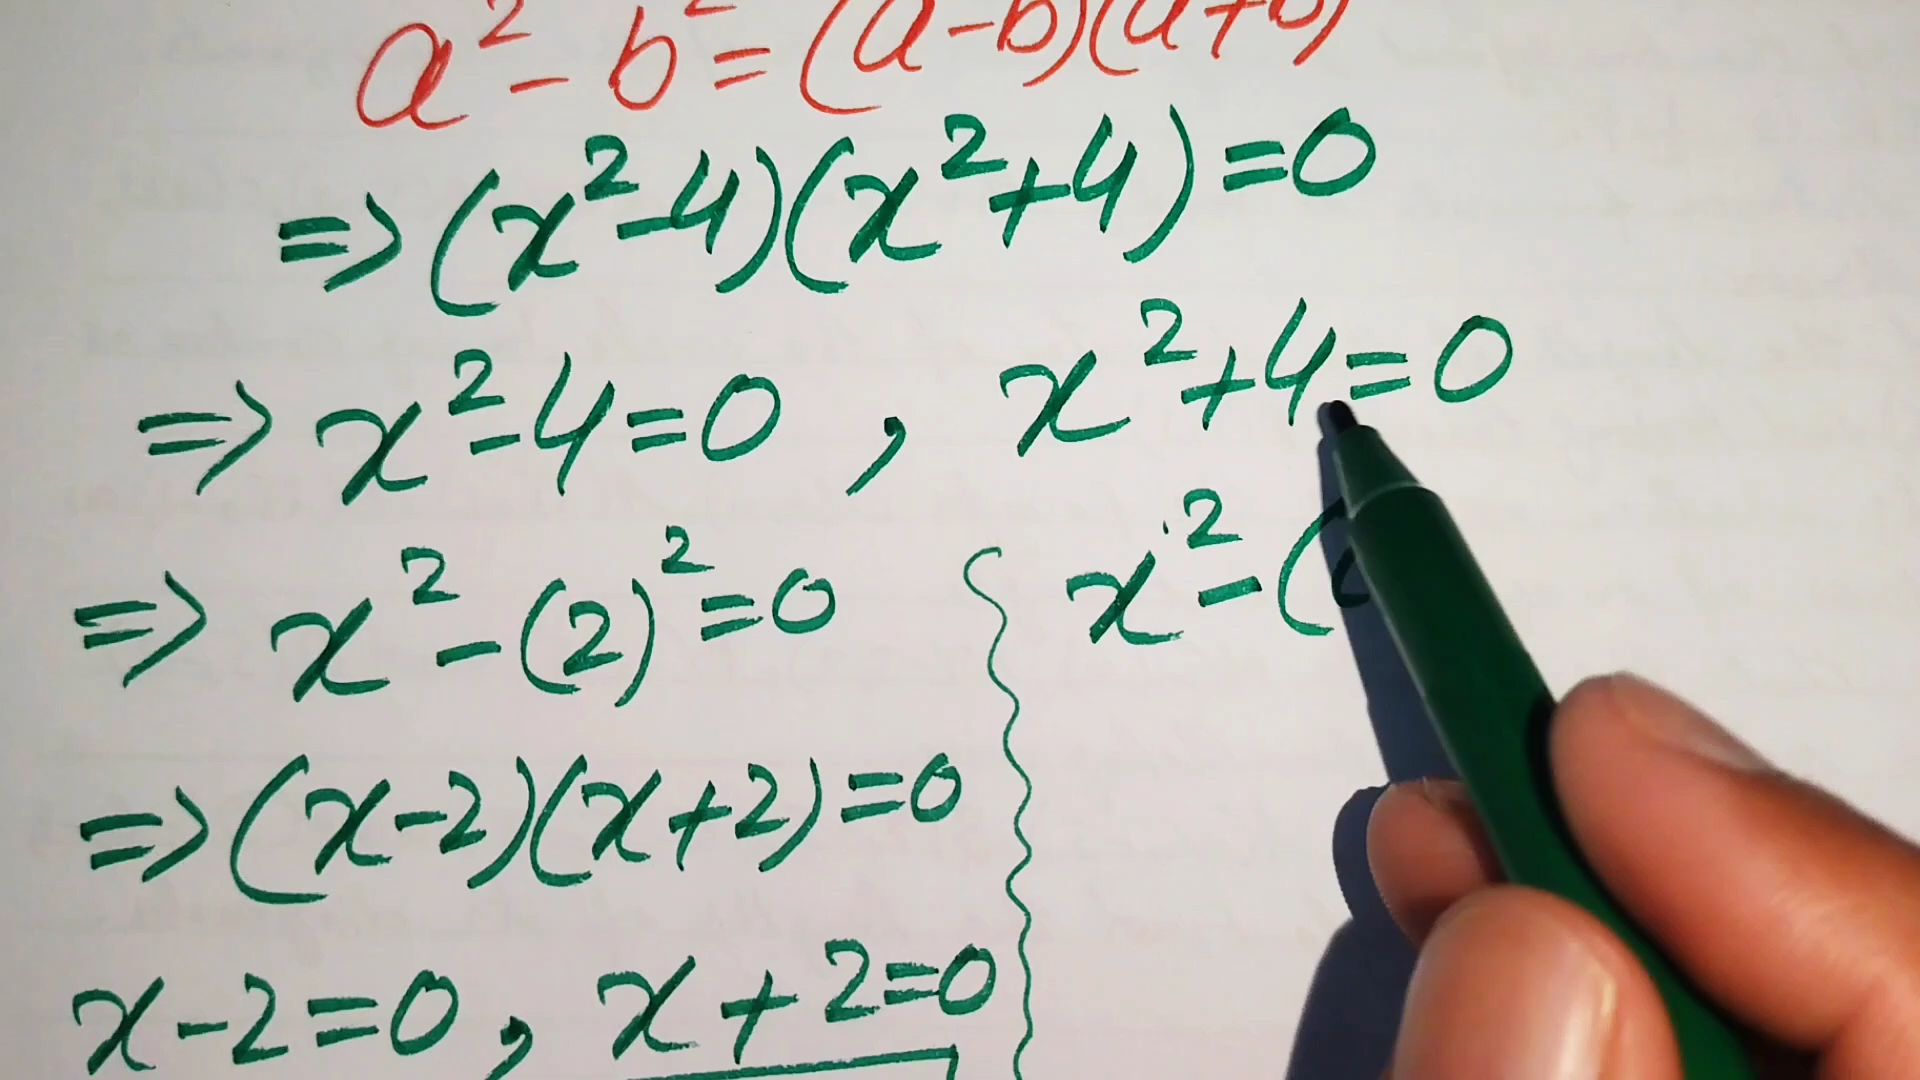 a² - b² = (a-b)(a+b)
⇒ (x²-4)(x²+4) = 0
⇒ x²-4=0 , x²+4=0
⇒ x² - (2)² = 0
x² - (
⇒ (x-2)(x+2) = 0
x-2=0 , x+2=0